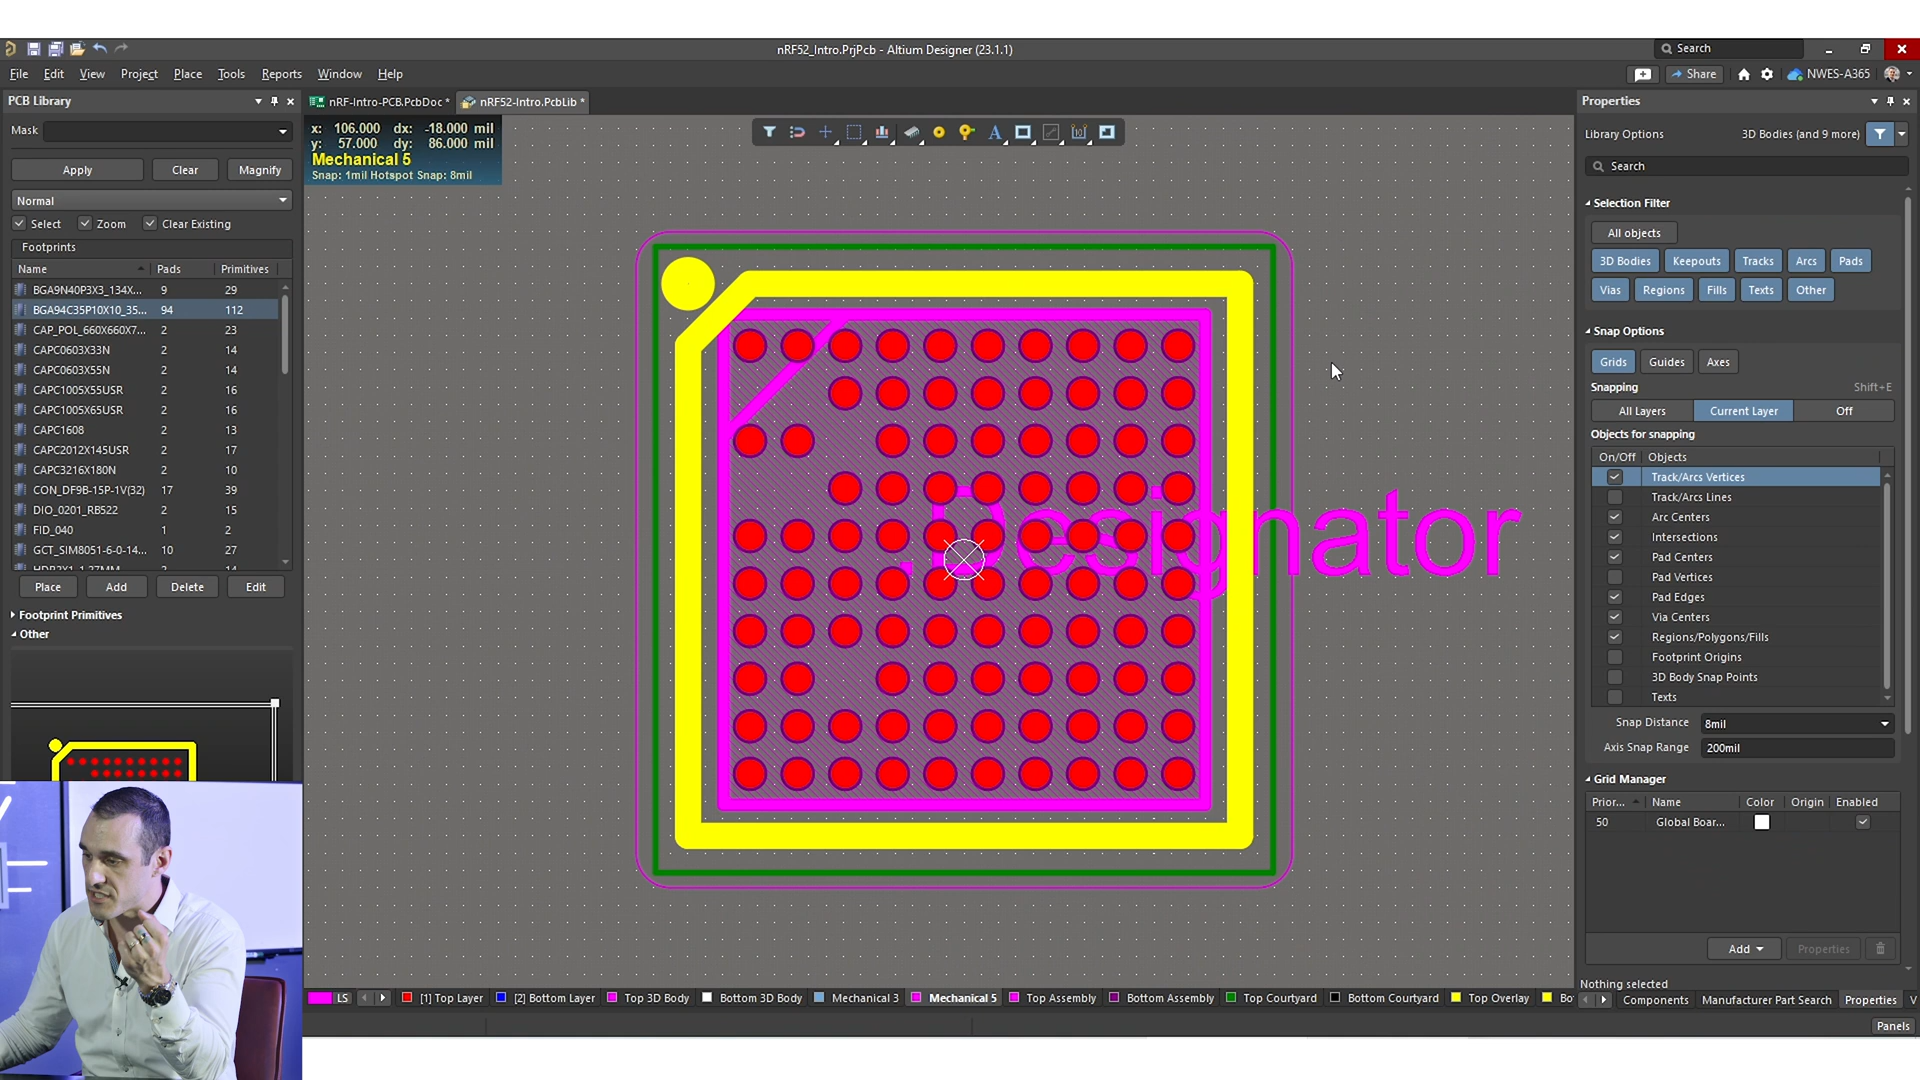 nRF52_Intro.PrjPcb - Altium Designer (23.1.1)
Search
File Edit View Project Place Tools Reports Window Help
Share
NWES-A365
PCB Library
nRF-Intro-PCB.PcbDoc *
nRF52-Intro.PcbLib *
Properties
Mask
Apply Clear Magnify
Normal
Select Zoom Clear Existing
Footprints
Name Pads Primitives
BGA9N40P3X3_134X... 9 29
BGA94C35P10X10_35... 94 112
CAP_POL_660X660X7... 2 23
CAPC0603X33N 2 14
CAPC0603X55N 2 14
CAPC1005X55USR 2 16
CAPC1005X65USR 2 16
CAPC1608 2 13
CAPC2012X145USR 2 17
CAPC3216X180N 2 10
CON_DF9B-15P-1V(32) 17 39
DIO_0201_RB522 2 15
FID_040 1 2
GCT_SIM8051-6-0-14... 10 27
Place Add Delete Edit
Footprint Primitives
Other
x: 106.000 dx: -18.000 mil
y: 57.000 dy: 86.000 mil
Mechanical 5
Snap: 1mil Hotspot Snap: 8mil
.Designator
Library Options 3D Bodies (and 9 more)
Search
Selection Filter
All objects
3D Bodies Keepouts Tracks Arcs Pads
Vias Regions Fills Texts Other
Snap Options
Grids Guides Axes
Snapping Shift+E
All Layers Current Layer Off
Objects for snapping
On/Off Objects
Track/Arcs Vertices
Track/Arcs Lines
Arc Centers
Intersections
Pad Centers
Pad Vertices
Pad Edges
Via Centers
Regions/Polygons/Fills
Footprint Origins
3D Body Snap Points
Texts
Snap Distance 8mil
Axis Snap Range 200mil
Grid Manager
Prior... Name Color Origin Enabled
50 Global Boar...
Add Properties
Nothing selected
LS [1] Top Layer [2] Bottom Layer Top 3D Body Bottom 3D Body Mechanical 3 Mechanical 5 Top Assembly Bottom Assembly Top Courtyard Bottom Courtyard Top Overlay Bo
Components Manufacturer Part Search Properties V
Panels